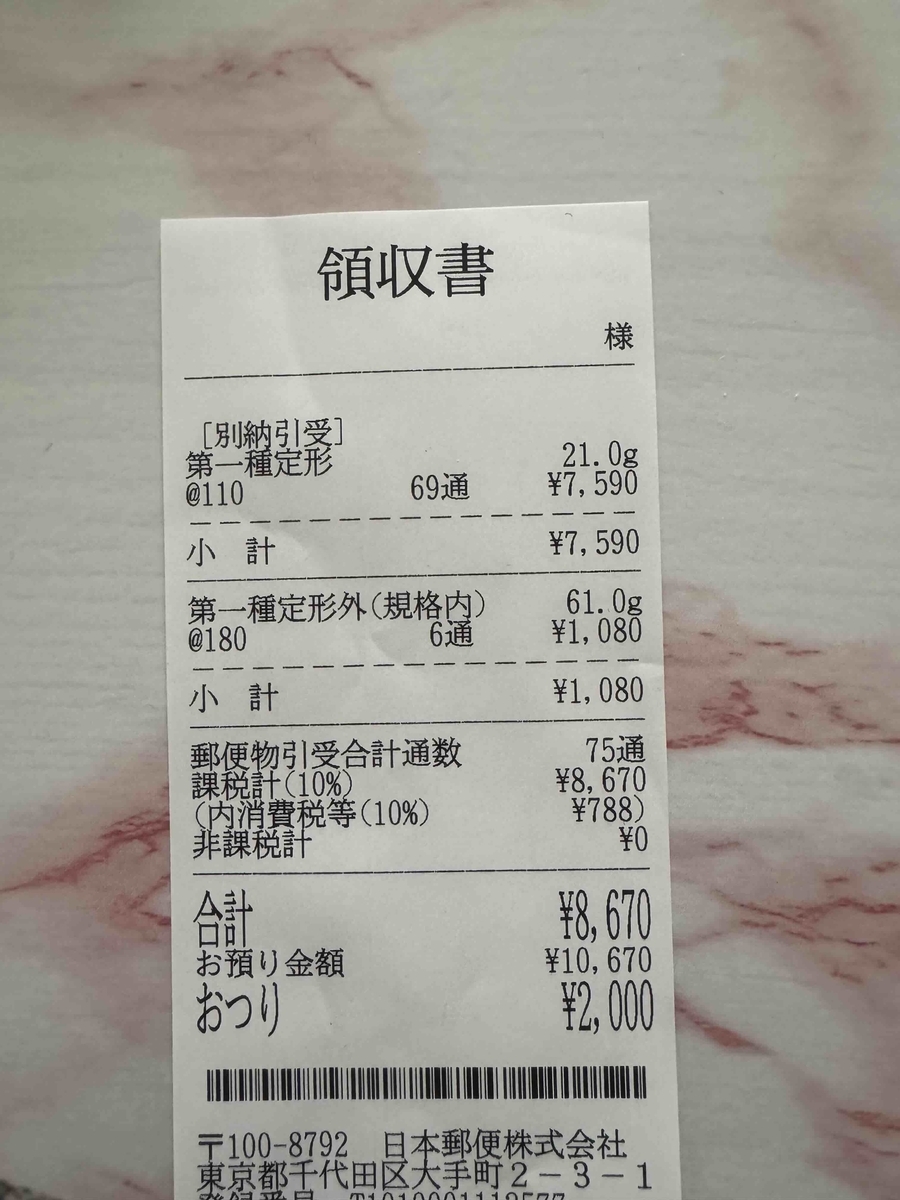 領収書
様
[別納引受]
第一種定形 21.0g
@110 69通 ¥7,590
小 計 ¥7,590
第一種定形外(規格内) 61.0g
@180 6通 ¥1,080
小 計 ¥1,080
郵便物引受合計通数 75通
課税計(10%) ¥8,670
(内消費税等(10%) ¥788)
非課税計 ¥0
合計 ¥8,670
お預り金額 ¥10,670
おつり ¥2,000
〒100-8792 日本郵便株式会社
東京都千代田区大手町2-3-1
登録番号